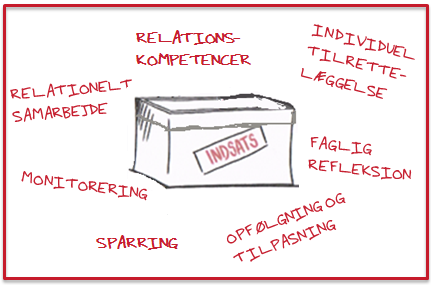 RELATIONS-
KOMPETENCER
INDIVIDUEL
TILRETTE-
LÆGGELSE
RELATIONELT
SAMARBEJDE
INDSATS
FAGLIG
REFLEKSION
MONITORERING
OPFØLGNING OG
TILPASNING
SPARRING